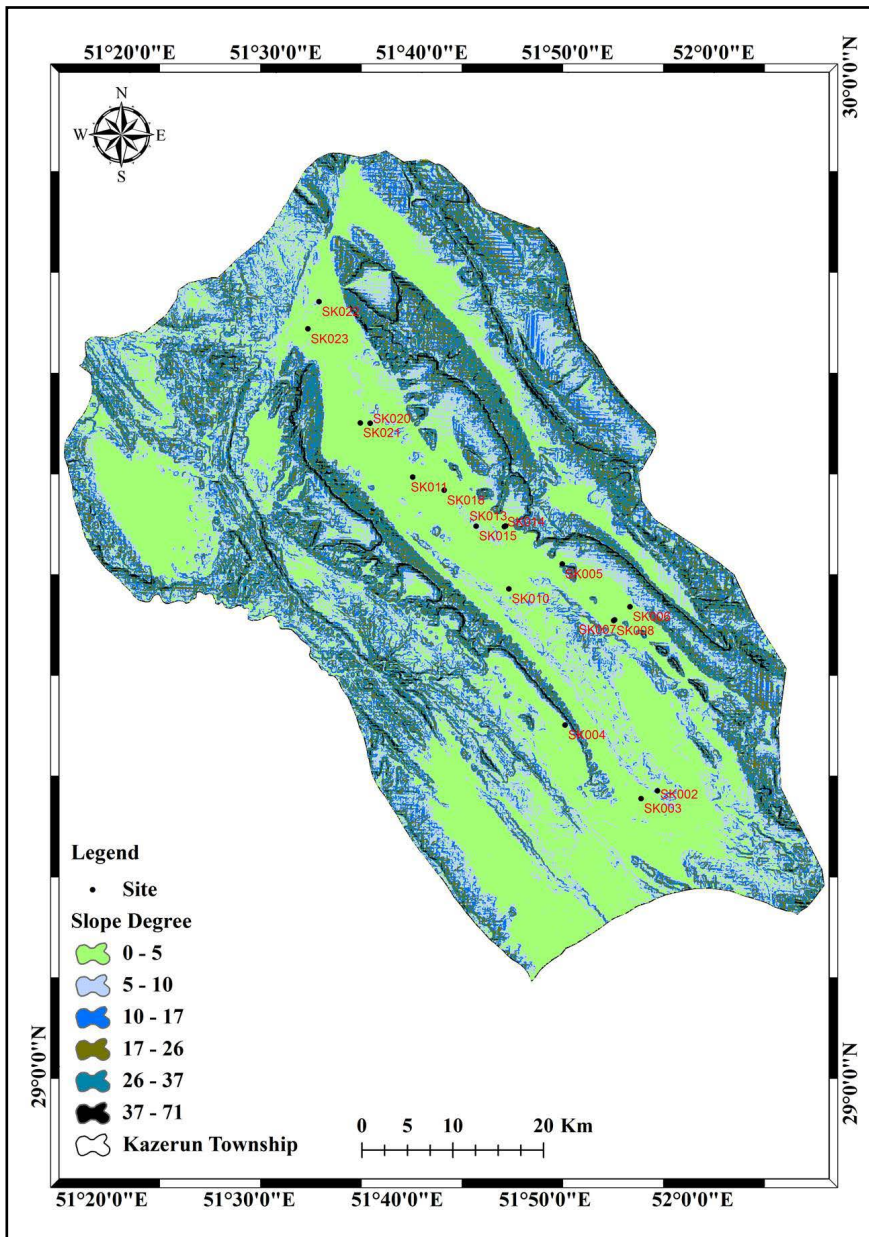 51°20'0"E 51°30'0"E 51°40'0"E 51°50'0"E 52°0'0"E
30°0'0"N
N
W E
S
SK022
SK023
SK020
SK021
SK011
SK018
SK013 SK014
SK015
SK005
SK010
SK006
SK007 SK008
SK004
SK002
SK003
Legend
Site
Slope Degree
0 - 5
5 - 10
10 - 17
17 - 26
26 - 37
37 - 71
Kazerun Township
0 5 10 20 Km
29°0'0"N 29°0'0"N
51°20'0"E 51°30'0"E 51°40'0"E 51°50'0"E 52°0'0"E